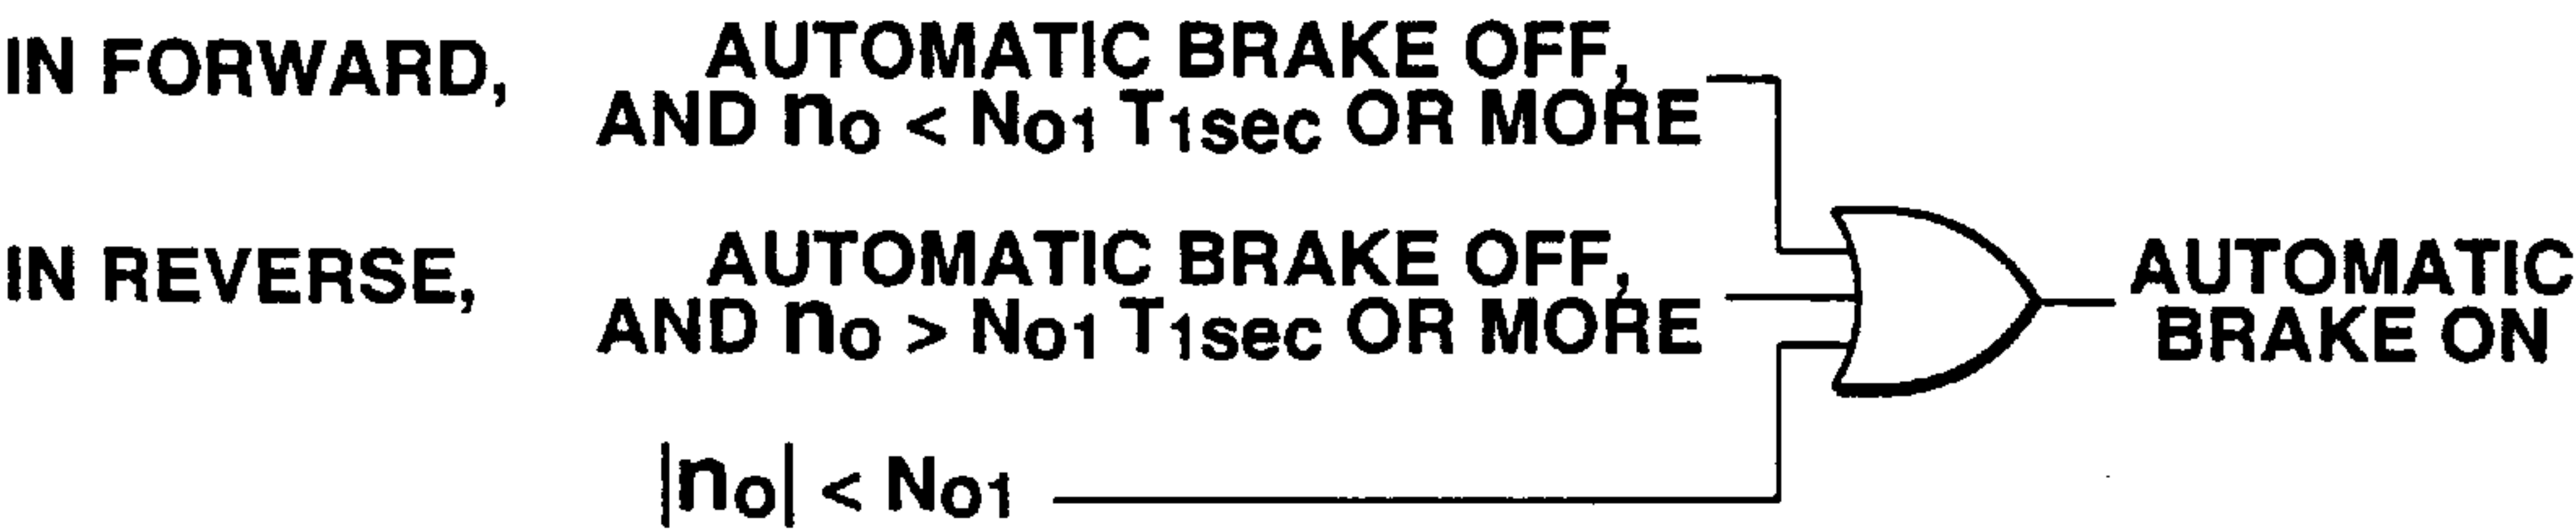 IN FORWARD, AUTOMATIC BRAKE OFF,
AND no < No1 T1sec OR MORE
IN REVERSE, AUTOMATIC BRAKE OFF,
AND no > No1 T1sec OR MORE
AUTOMATIC
BRAKE ON
|no| < No1